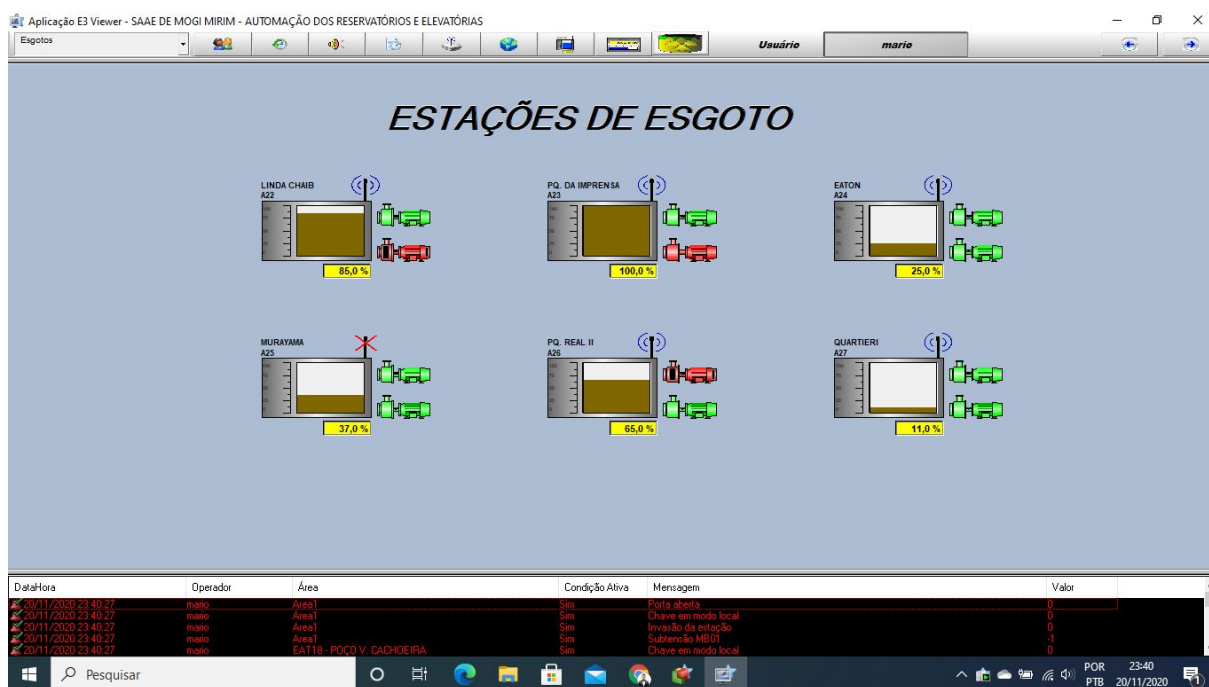 Aplicação E3 Viewer - SAAE DE MOGI MIRIM - AUTOMAÇÃO DOS RESERVATÓRIOS E ELEVATÓRIAS
Esgotos
Usuário
mario
ESTAÇÕES DE ESGOTO
LINDA CHAIB
A22
85,0 %
PQ. DA IMPRENSA
A23
100,0 %
EATON
A24
25,0 %
MURAYAMA
A25
37,0 %
PQ. REAL II
A26
65,0 %
QUARTIERI
A27
11,0 %
DataHora Operador Área Condição Ativa Mensagem Valor
20/11/2020 23:40:27 mario Area1 Sim Porta aberta 0
20/11/2020 23:40:27 mario Area1 Sim Chave em modo local 0
20/11/2020 23:40:27 mario Area1 Sim Invasão da estação 0
20/11/2020 23:40:27 mario Area1 Sim Subtensão MB01 -1
20/11/2020 23:40:27 mario EAT18 - POÇO V. CACHOEIRA Sim Chave em modo local 0
Pesquisar
POR 23:40
PTB 20/11/2020